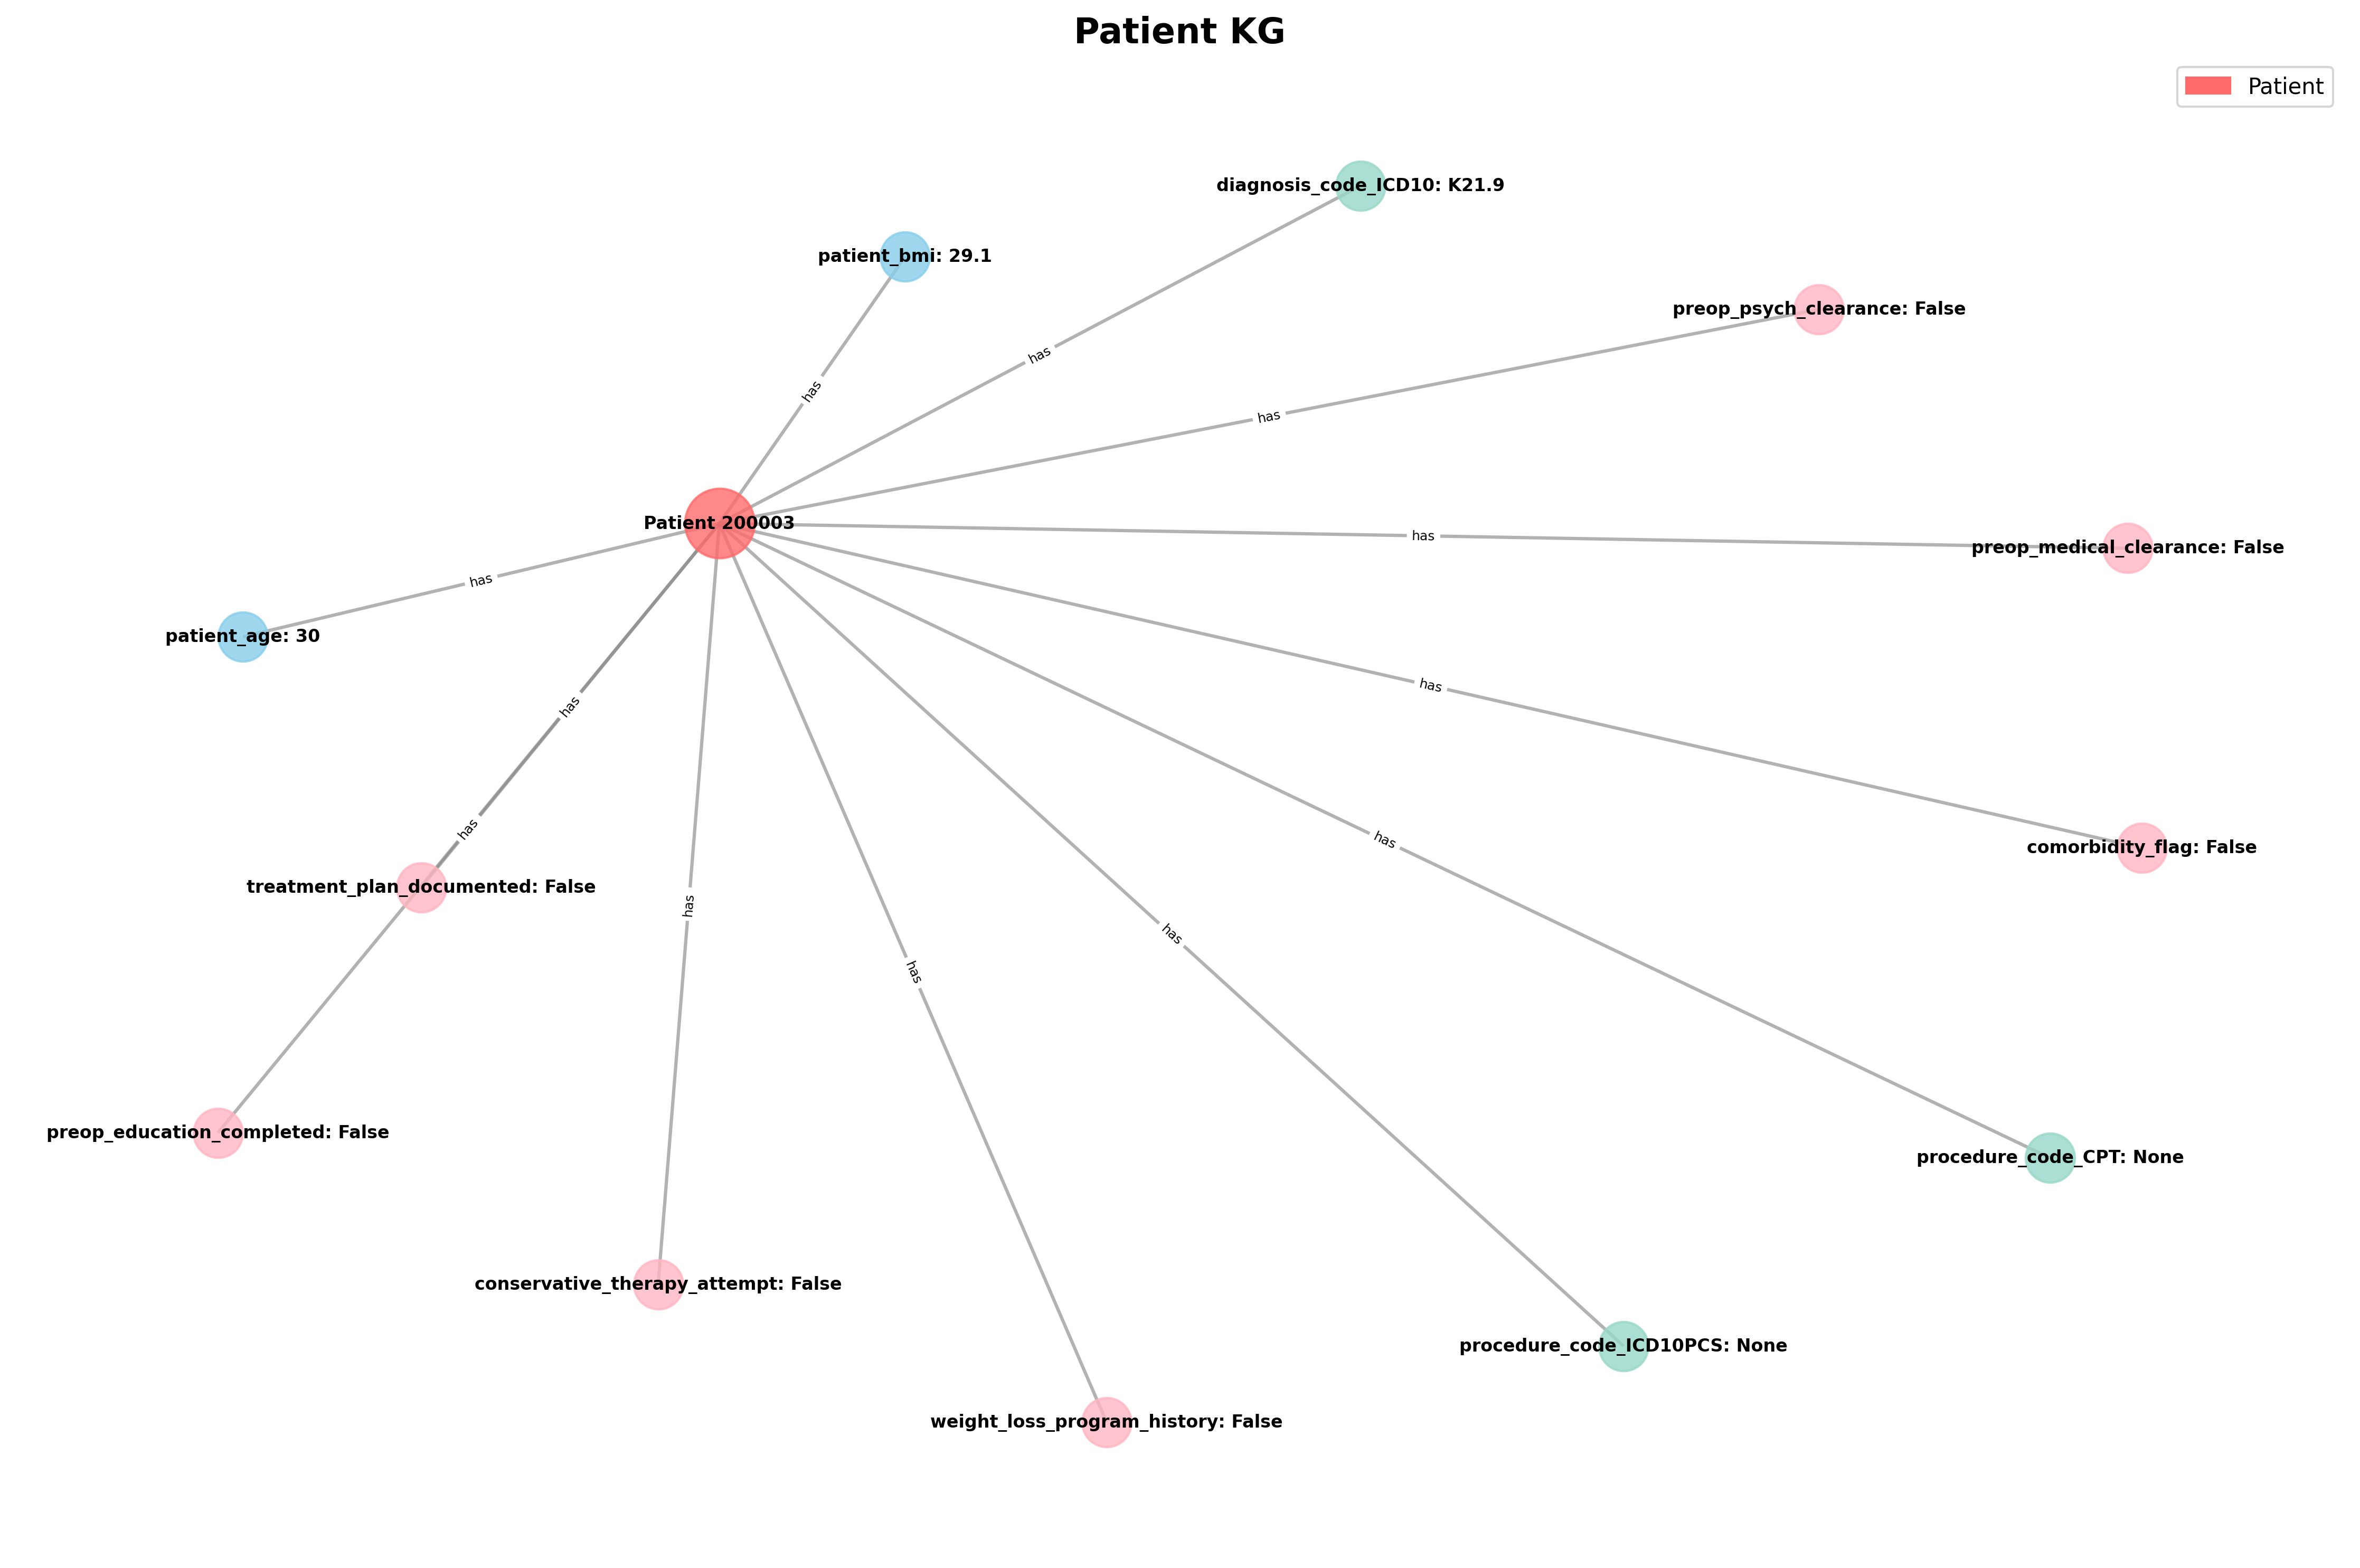 Patient KG
Patient
diagnosis_code_ICD10: K21.9
patient_bmi: 29.1
preop_psych_clearance: False
has
has
has
Patient 200003
has
preop_medical_clearance: False
has
patient_age: 30
has
has
has
has
comorbidity_flag: False
treatment_plan_documented: False
has
has
has
preop_education_completed: False
procedure_code_CPT: None
conservative_therapy_attempt: False
procedure_code_ICD10PCS: None
weight_loss_program_history: False